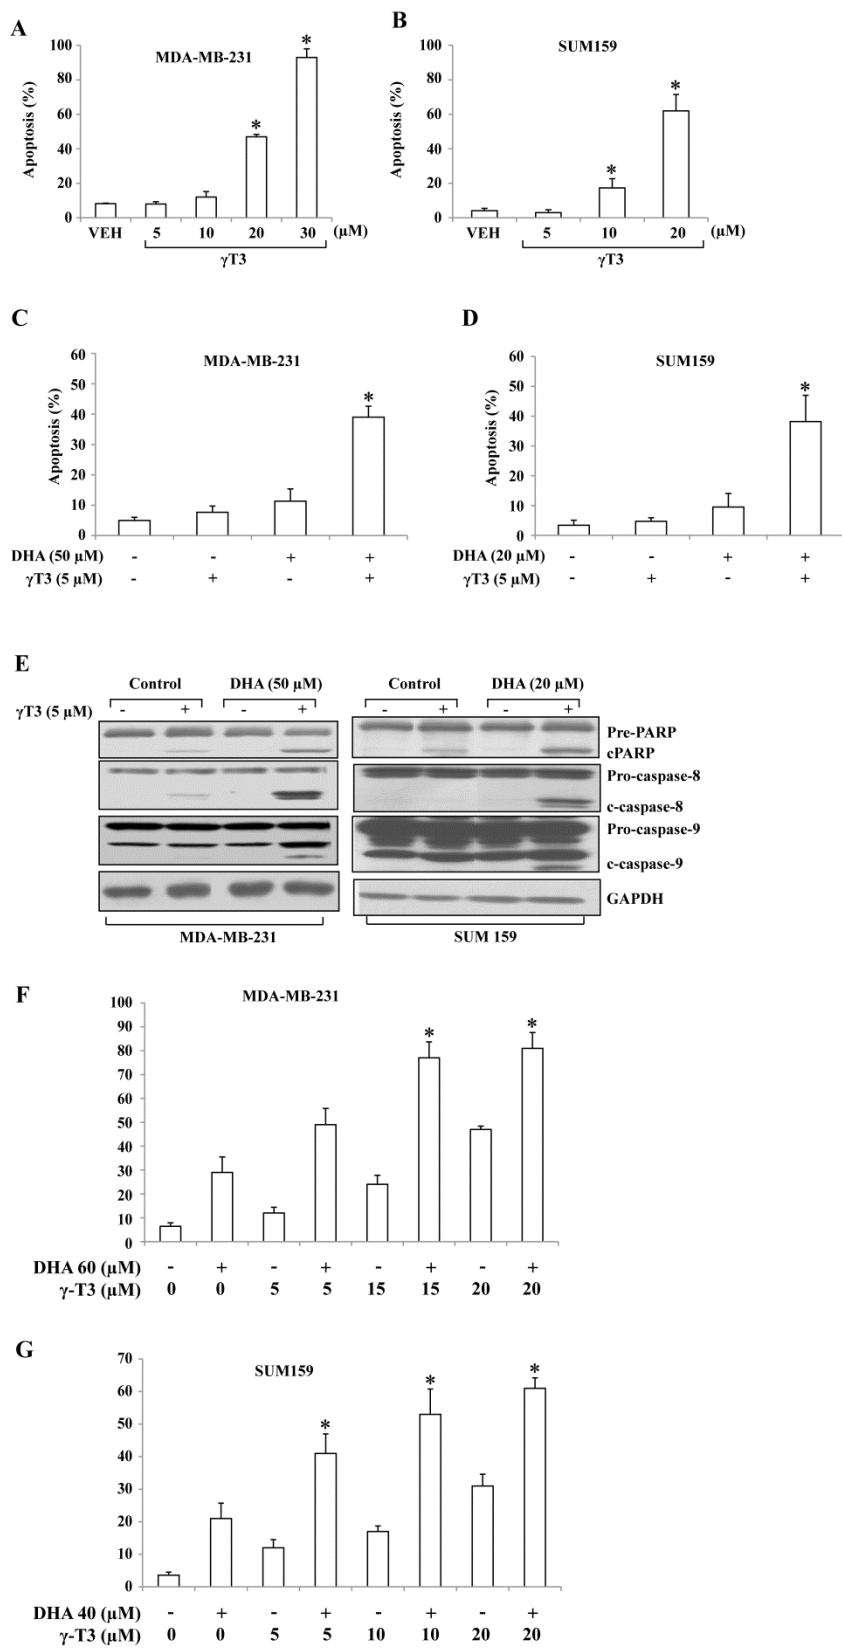 A
MDA-MB-231
Apoptosis (%)
100
80
60
40
20
0
*
*
VEH 5 10 20 30 (µM)
γT3
B
SUM159
Apoptosis (%)
100
80
60
40
20
0
*
*
VEH 5 10 20 (µM)
γT3
C
MDA-MB-231
Apoptosis (%)
60
50
40
30
20
10
0
*
DHA (50 µM) - - + +
γT3 (5 µM) - + - +
D
SUM159
Apoptosis (%)
60
50
40
30
20
10
0
*
DHA (20 µM) - - + +
γT3 (5 µM) - + - +
E
Control DHA (50 µM) Control DHA (20 µM)
γT3 (5 µM) - + - + - + - +
Pre-PARP
cPARP
Pro-caspase-8
c-caspase-8
Pro-caspase-9
c-caspase-9
GAPDH
MDA-MB-231 SUM 159
F
MDA-MB-231
100
90
80
70
60
50
40
30
20
10
0
* *
DHA 60 (µM) - + - + - + - +
γ-T3 (µM) 0 0 5 5 15 15 20 20
G
SUM159
70
60
50
40
30
20
10
0
* * *
DHA 40 (µM) - + - + - + - +
γ-T3 (µM) 0 0 5 5 10 10 20 20